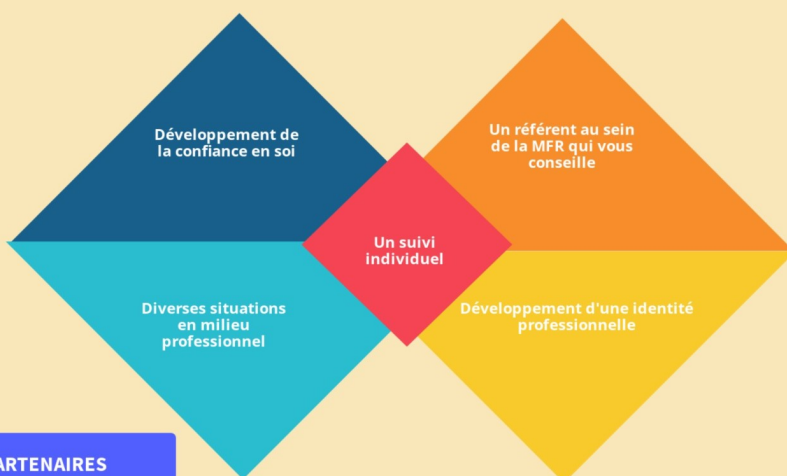 Développement de
la confiance en soi
Un référent au sein
de la MFR qui vous
conseille
Un suivi
individuel
Diverses situations
en milieu
professionnel
Développement d'une identité
professionnelle
ARTENAIRES